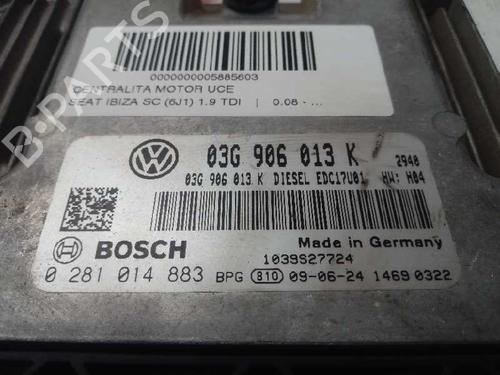 B-PARTS
0000000005885603
CENTRALITA MOTOR UCE
SEAT IBIZA SC (6J1) 1.9 TDI | 0.08 - ...
03G 906 013 K 2940
03G 906 013 K DIESEL EDC17U01 HW: H04
BOSCH Made in Germany
1039S27724
0 281 014 883 BPG 810 09-06-24 1469 0322